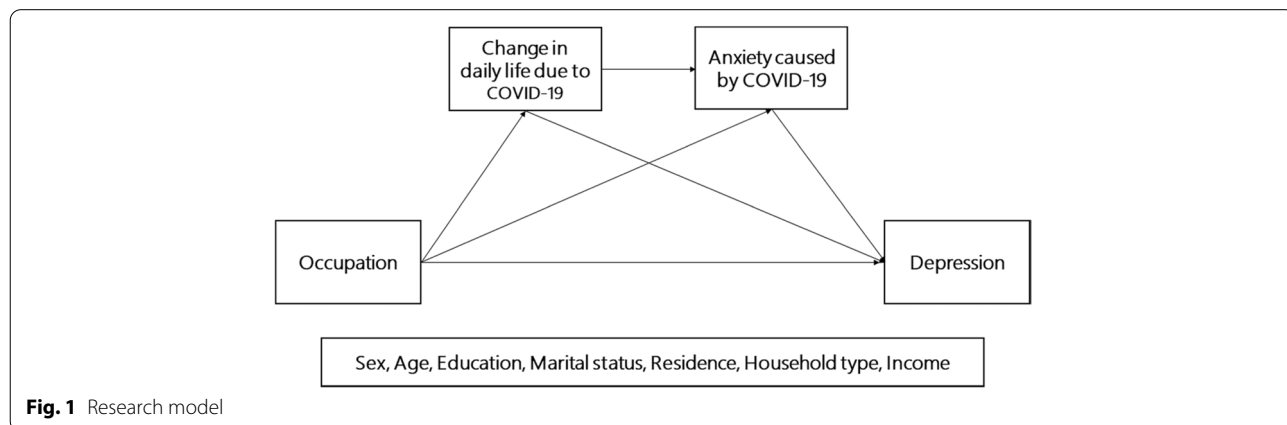 Change in
daily life due to
COVID-19
Anxiety caused
by COVID-19
Occupation
Depression
Sex, Age, Education, Marital status, Residence, Household type, Income
Fig. 1 Research model